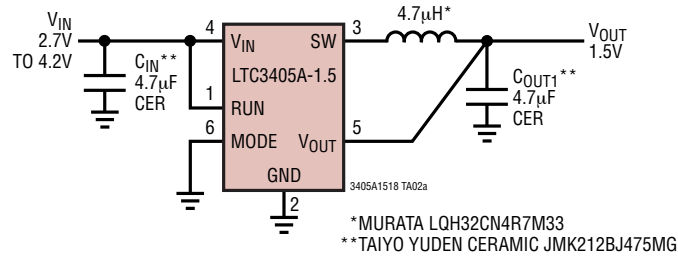 VIN
2.7V
TO 4.2V
CIN**
4.7µF
CER
4
VIN
LTC3405A-1.5
1
RUN
6
MODE
SW
3
4.7µH*
VOUT
1.5V
COUT1**
4.7µF
CER
VOUT
5
GND
2
3405A1518 TA02a
*MURATA LQH32CN4R7M33
**TAIYO YUDEN CERAMIC JMK212BJ475MG